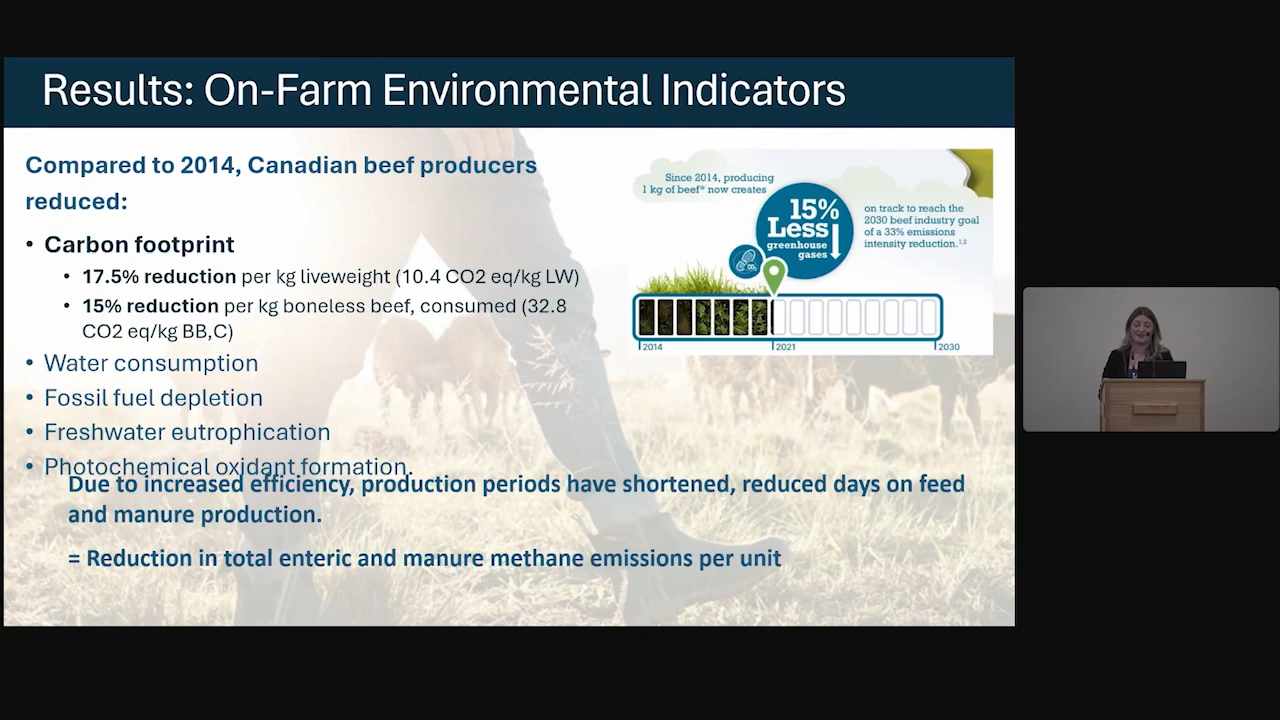 Results: On-Farm Environmental Indicators
Compared to 2014, Canadian beef producers
reduced:
• Carbon footprint
• 17.5% reduction per kg liveweight (10.4 CO2 eq/kg LW)
• 15% reduction per kg boneless beef, consumed (32.8
CO2 eq/kg BB,C)
• Water consumption
• Fossil fuel depletion
• Freshwater eutrophication
• Photochemical oxidant formation.
Due to increased efficiency, production periods have shortened, reduced days on feed
and manure production.
= Reduction in total enteric and manure methane emissions per unit
Since 2014, producing
1 kg of beef* now creates
15%
Less
greenhouse
gases
CO₂
on track to reach the
2030 beef industry goal
of a 33% emissions
intensity reduction.¹,²
2014
2021
2030